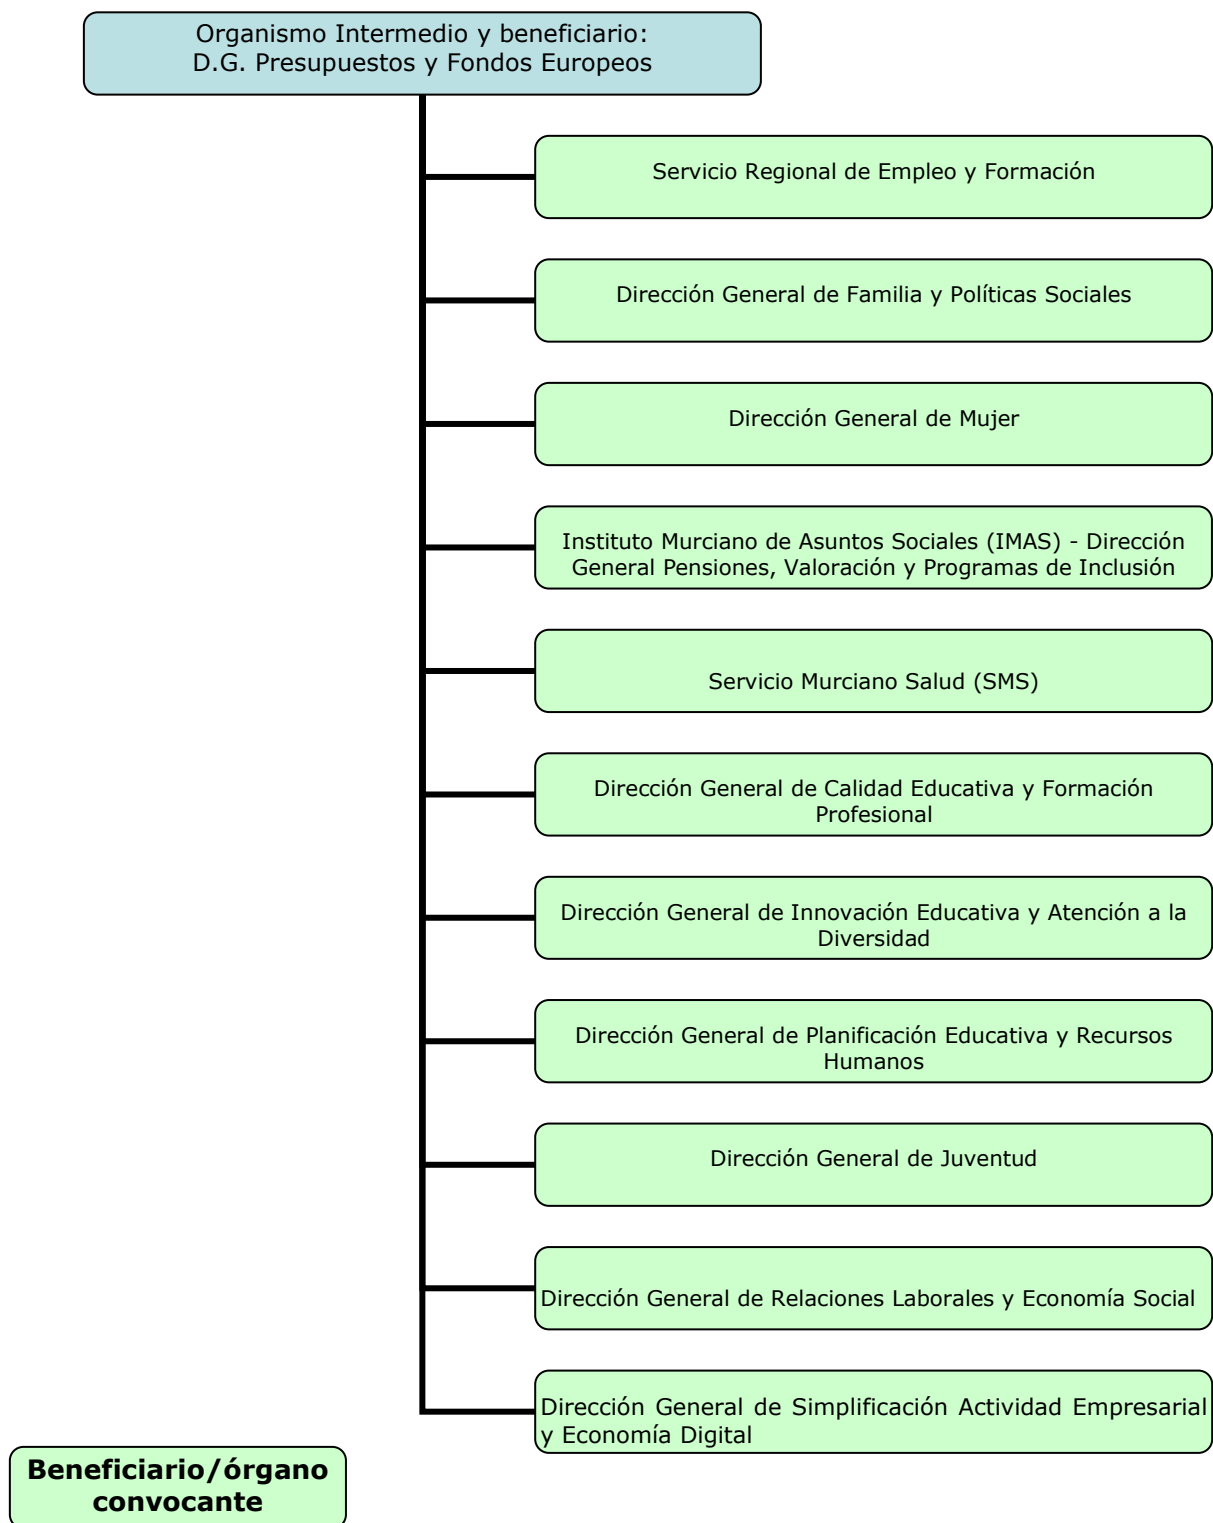 Organismo Intermedio y beneficiario:
D.G. Presupuestos y Fondos Europeos
Servicio Regional de Empleo y Formación
Dirección General de Familia y Políticas Sociales
Dirección General de Mujer
Instituto Murciano de Asuntos Sociales (IMAS) - Dirección
General Pensiones, Valoración y Programas de Inclusión
Servicio Murciano Salud (SMS)
Dirección General de Calidad Educativa y Formación
Profesional
Dirección General de Innovación Educativa y Atención a la
Diversidad
Dirección General de Planificación Educativa y Recursos
Humanos
Dirección General de Juventud
Dirección General de Relaciones Laborales y Economía Social
Dirección General de Simplificación Actividad Empresarial
y Economía Digital
Beneficiario/órgano
convocante